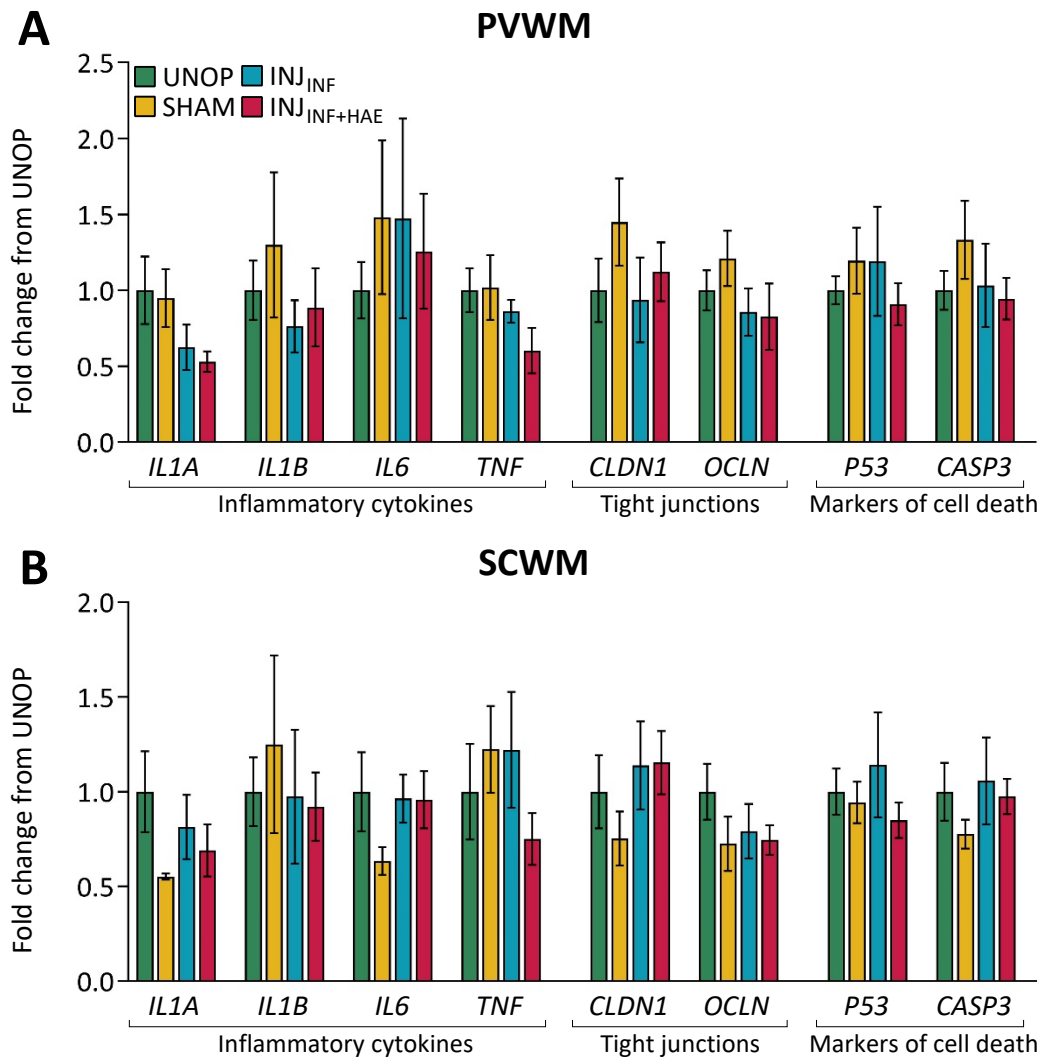 A
PVWM
2.5
2.0
1.5
1.0
0.5
0.0
Fold change from UNOP
UNOP INJINF
SHAM INJINF+HAE
IL1A IL1B IL6 TNF CLDN1 OCLN P53 CASP3
Inflammatory cytokines Tight junctions Markers of cell death
B
SCWM
2.0
1.5
1.0
0.5
0.0
Fold change from UNOP
IL1A IL1B IL6 TNF CLDN1 OCLN P53 CASP3
Inflammatory cytokines Tight junctions Markers of cell death